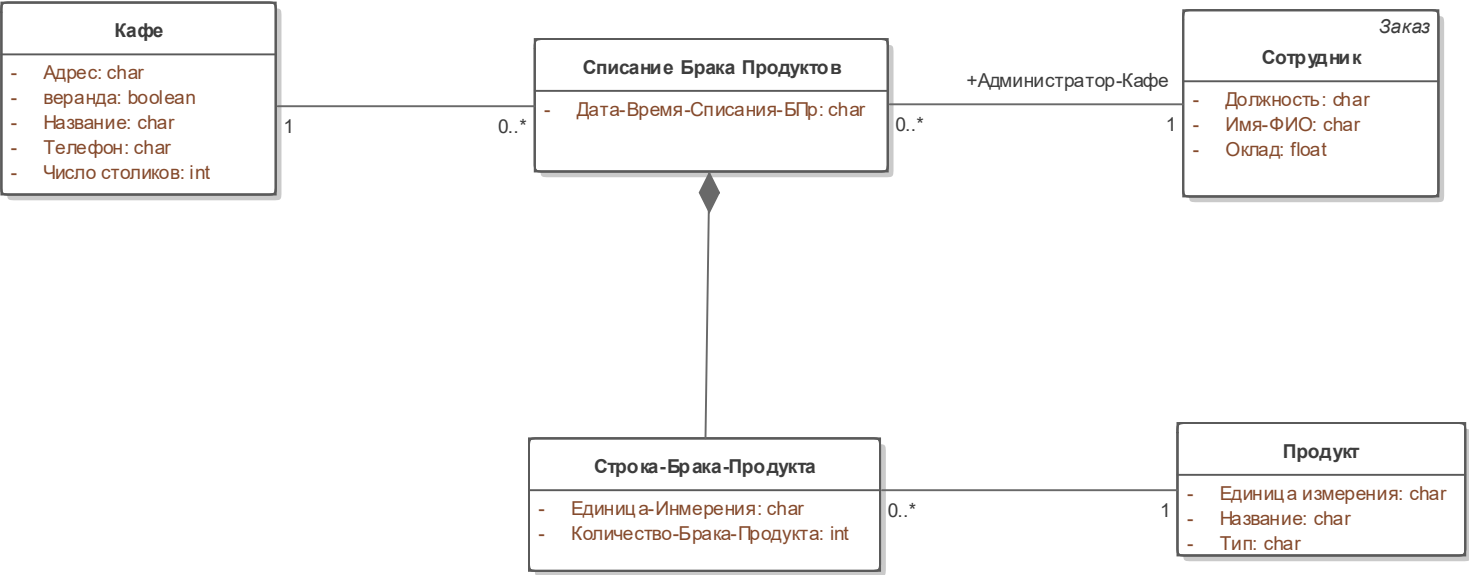 Кафе
- Адрес: char
- веранда: boolean
- Название: char
- Телефон: char
- Число столиков: int
1
0..*
Списание Брака Продуктов
- Дата-Время-Списания-БПр: char
+Администратор-Кафе
0..*
1
Заказ
Сотрудник
- Должность: char
- Имя-ФИО: char
- Оклад: float
Строка-Брака-Продукта
- Единица-Инмерения: char
- Количество-Брака-Продукта: int
0..*
1
Продукт
- Единица измерения: char
- Название: char
- Тип: char